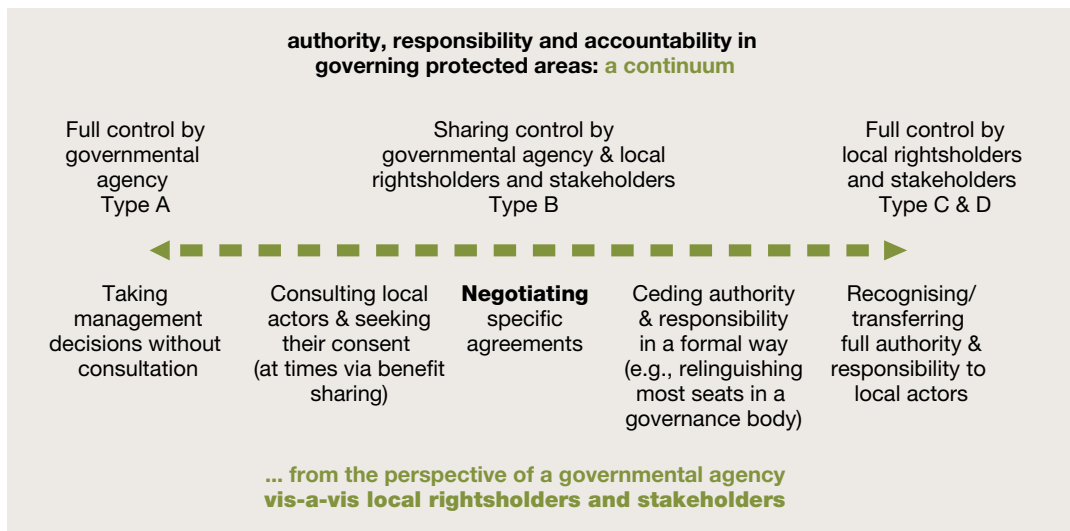 authority, responsibility and accountability in
governing protected areas: a continuum
Full control by
governmental
agency
Type A
Sharing control by
governmental agency & local
rightsholders and stakeholders
Type B
Full control by
local rightsholders
and stakeholders
Type C & D
Taking
management
decisions without
consultation
Consulting local
actors & seeking
their consent
(at times via benefit
sharing)
Negotiating
specific
agreements
Ceding authority
& responsibility
in a formal way
(e.g., relinguishing
most seats in a
governance body)
Recognising/
transferring
full authority &
responsibility to
local actors
... from the perspective of a governmental agency
vis-a-vis local rightsholders and stakeholders